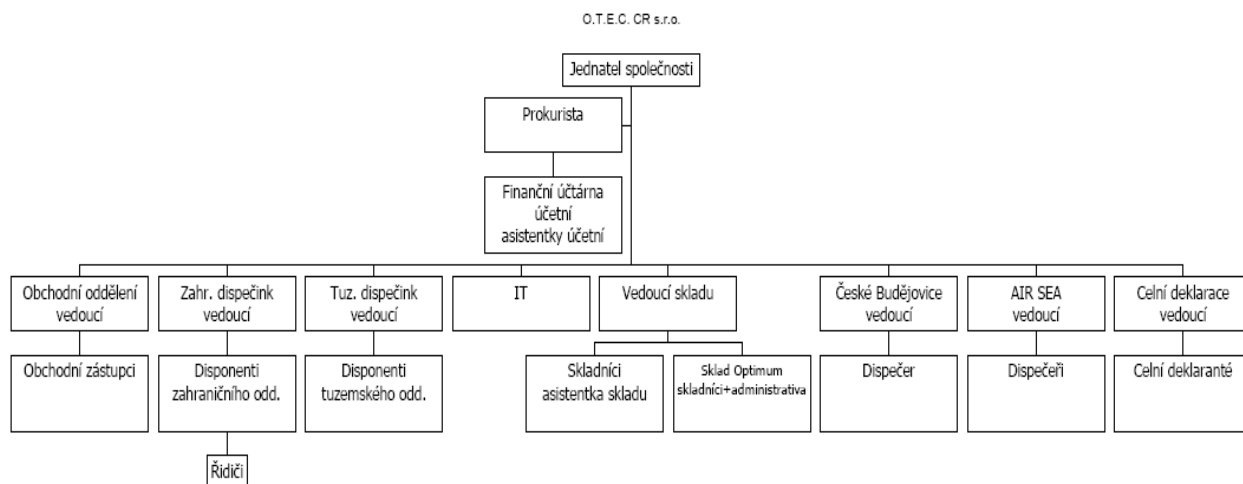 O.T.E.C. CR s.r.o.
Jednatel společnosti
Prokurista
Finanční účtárna
účetní
asistentky účetní
Obchodní oddělení
vedoucí
Zahr. dispečink
vedoucí
Tuz. dispečink
vedoucí
IT
Vedoucí skladu
České Budějovice
vedoucí
AIR SEA
vedoucí
Celní deklarace
vedoucí
Obchodní zástupci
Disponenti
zahraničního odd.
Disponenti
tuzemského odd.
Skladníci
asistentka skladu
Sklad Optimum
skladníci+administrativa
Dispečer
Dispečeři
Celní deklaranté
Řidiči